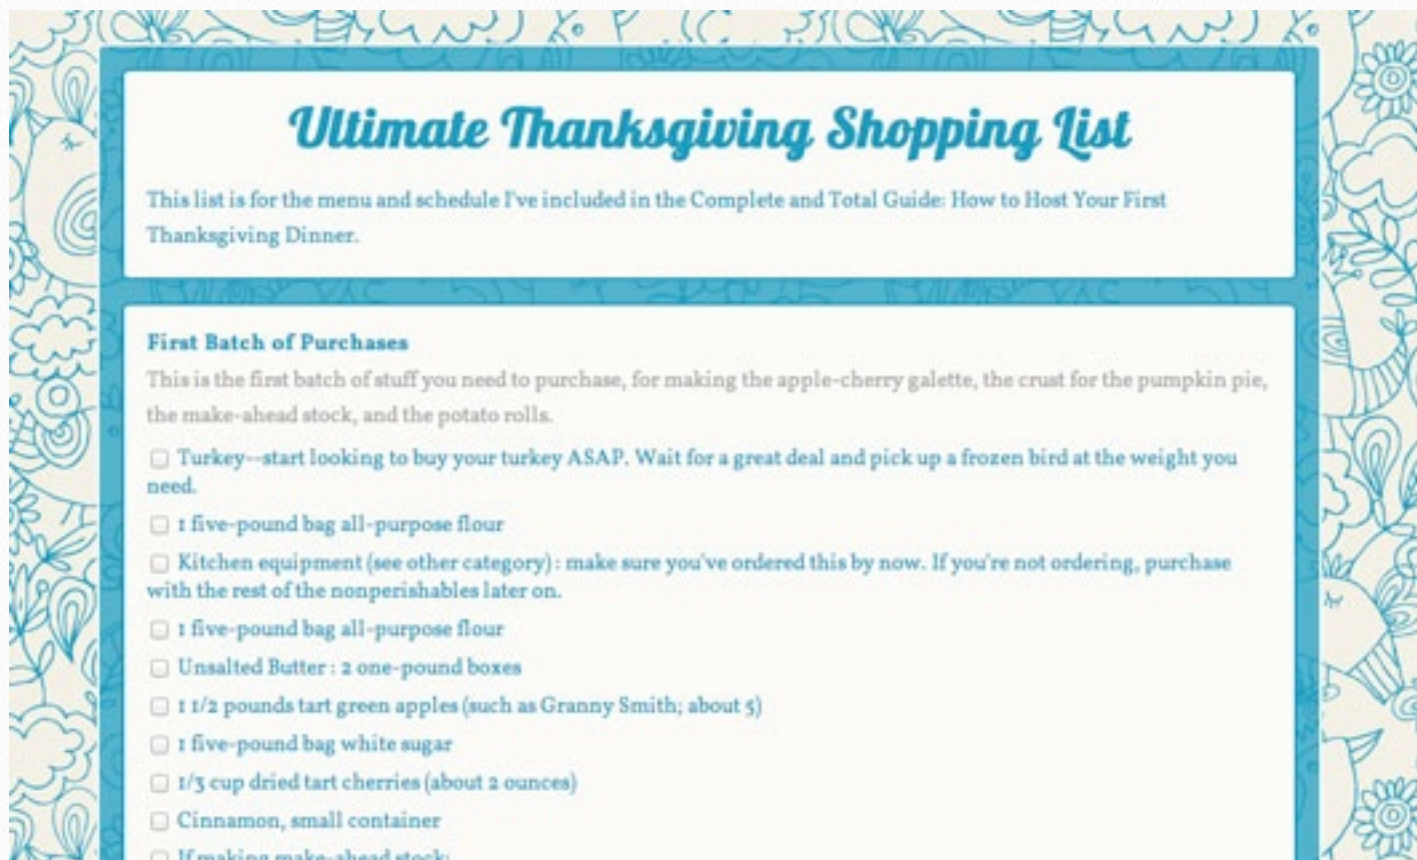 Ultimate Thanksgiving Shopping List
This list is for the menu and schedule I've included in the Complete and Total Guide: How to Host Your First
Thanksgiving Dinner.
First Batch of Purchases
This is the first batch of stuff you need to purchase, for making the apple-cherry galette, the crust for the pumpkin pie,
the make-ahead stock, and the potato rolls.
Turkey--start looking to buy your turkey ASAP. Wait for a great deal and pick up a frozen bird at the weight you
need.
1 five-pound bag all-purpose flour
Kitchen equipment (see other category) : make sure you've ordered this by now. If you're not ordering, purchase
with the rest of the nonperishables later on.
1 five-pound bag all-purpose flour
Unsalted Butter : 2 one-pound boxes
1 1/2 pounds tart green apples (such as Granny Smith; about 5)
1 five-pound bag white sugar
1/3 cup dried tart cherries (about 2 ounces)
Cinnamon, small container
If making make-ahead stock: